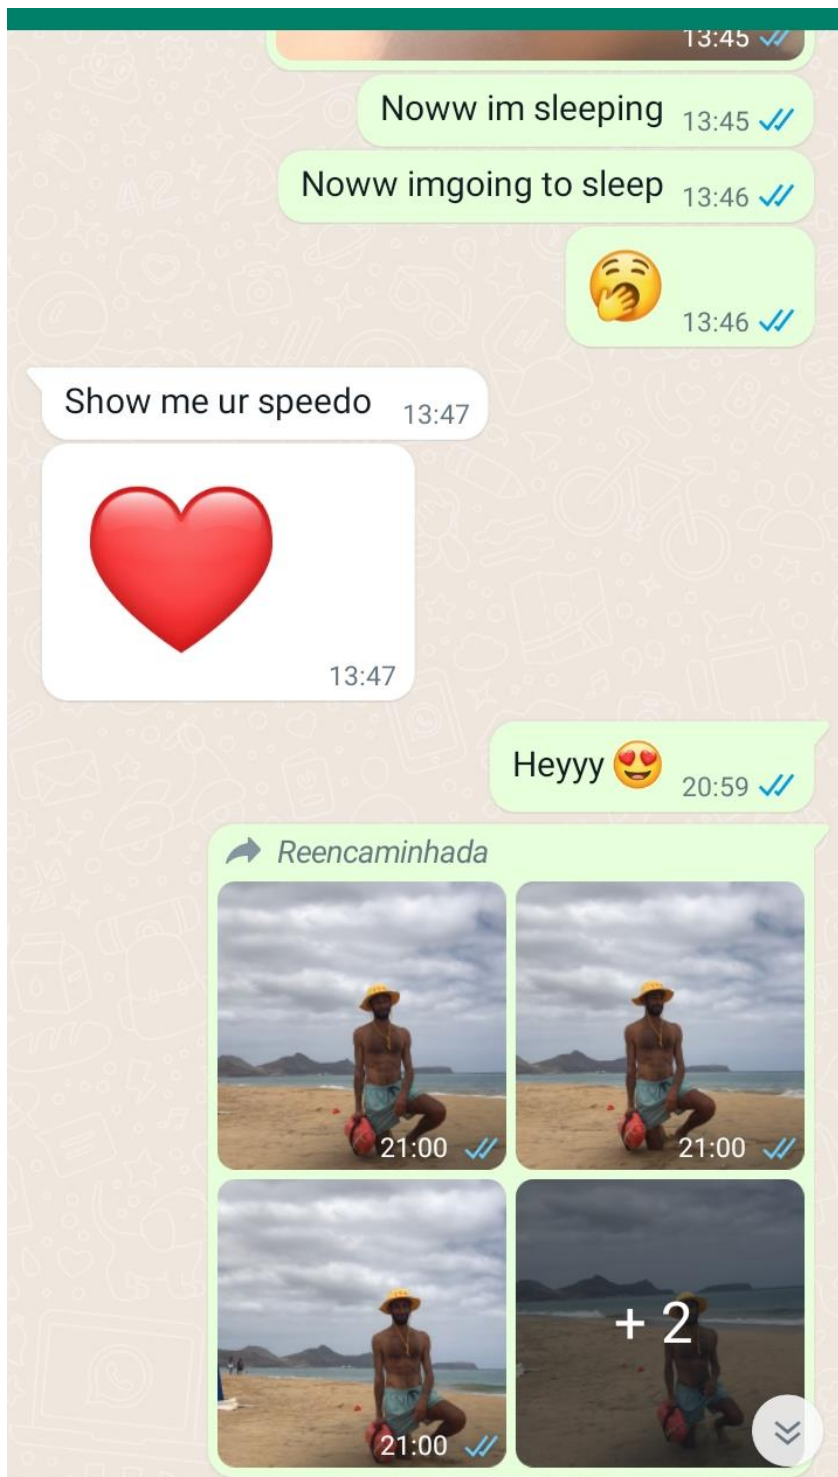 13:45
Noww im sleeping 13:45
Noww imgoing to sleep 13:46
13:46
Show me ur speedo 13:47
13:47
Heyyy😍 20:59
Reencaminhada
21:00 21:00
+ 2
21:00